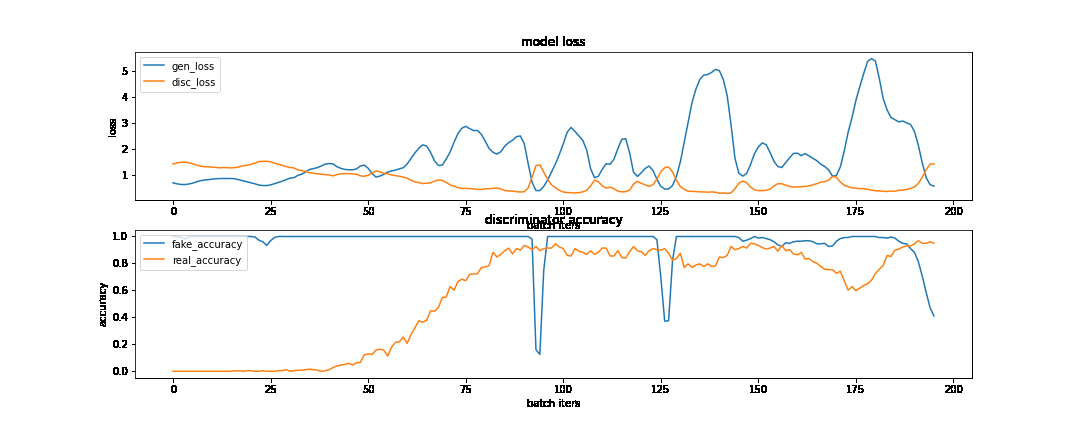 model loss
gen_loss
disc_loss
5
4
3
2
1
loss
0 25 50 75 100 125 150 175 200
batch iters
discriminator accuracy
fake_accuracy
real_accuracy
1.0
0.8
0.6
0.4
0.2
0.0
accuracy
0 25 50 75 100 125 150 175 200
batch iters